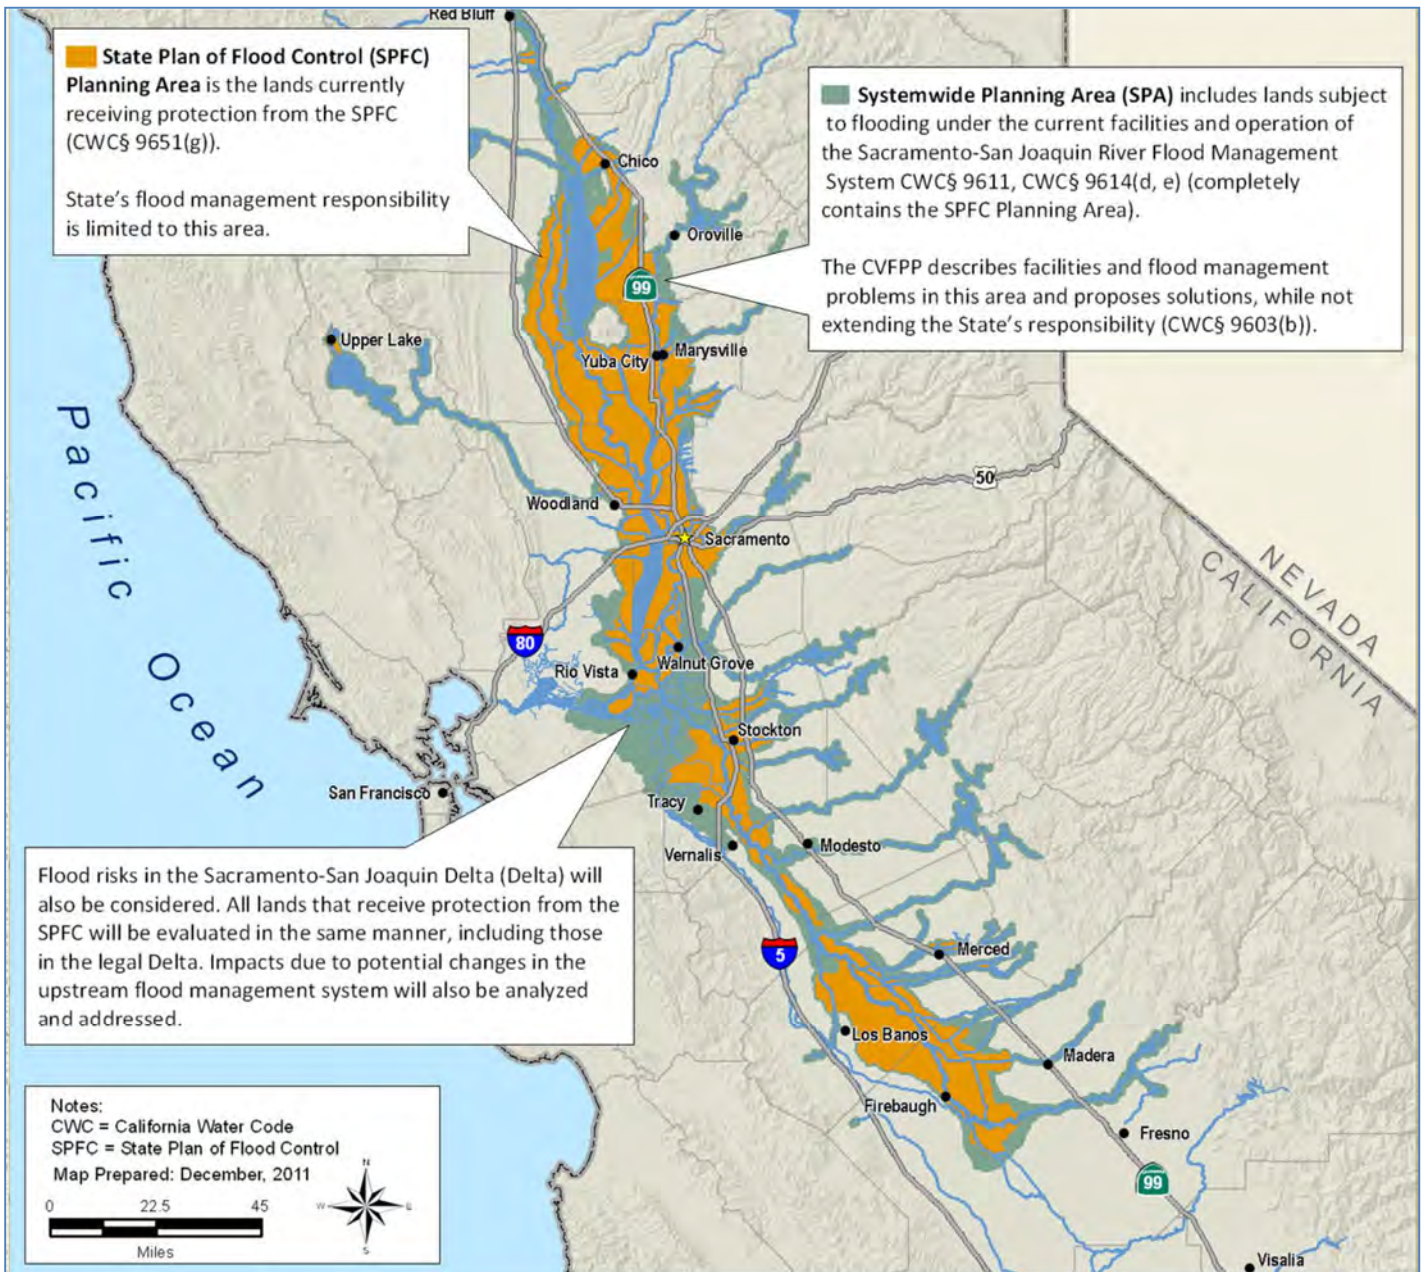 Red Bluff
State Plan of Flood Control (SPFC)
Planning Area is the lands currently
receiving protection from the SPFC
(CWC§ 9651(g)).
State's flood management responsibility
is limited to this area.
Systemwide Planning Area (SPA) includes lands subject
to flooding under the current facilities and operation of
the Sacramento-San Joaquin River Flood Management
System CWC§ 9611, CWC§ 9614(d, e) (completely
contains the SPFC Planning Area).
The CVFPP describes facilities and flood management
problems in this area and proposes solutions, while not
extending the State's responsibility (CWC§ 9603(b)).
Chico
Oroville
99
Upper Lake
Marysville
Yuba City
Pacific Ocean
50
Woodland
Sacramento
NEVADA
CALIFORNIA
80
Walnut Grove
Rio Vista
Stockton
San Francisco
Tracy
Vernalis
Modesto
Flood risks in the Sacramento-San Joaquin Delta (Delta) will
also be considered. All lands that receive protection from the
SPFC will be evaluated in the same manner, including those
in the legal Delta. Impacts due to potential changes in the
upstream flood management system will also be analyzed
and addressed.
5
Merced
Los Banos
Madera
Firebaugh
Fresno
99
Visalia
Notes:
CWC = California Water Code
SPFC = State Plan of Flood Control
Map Prepared: December, 2011
0 22.5 45
Miles
N
W E
S